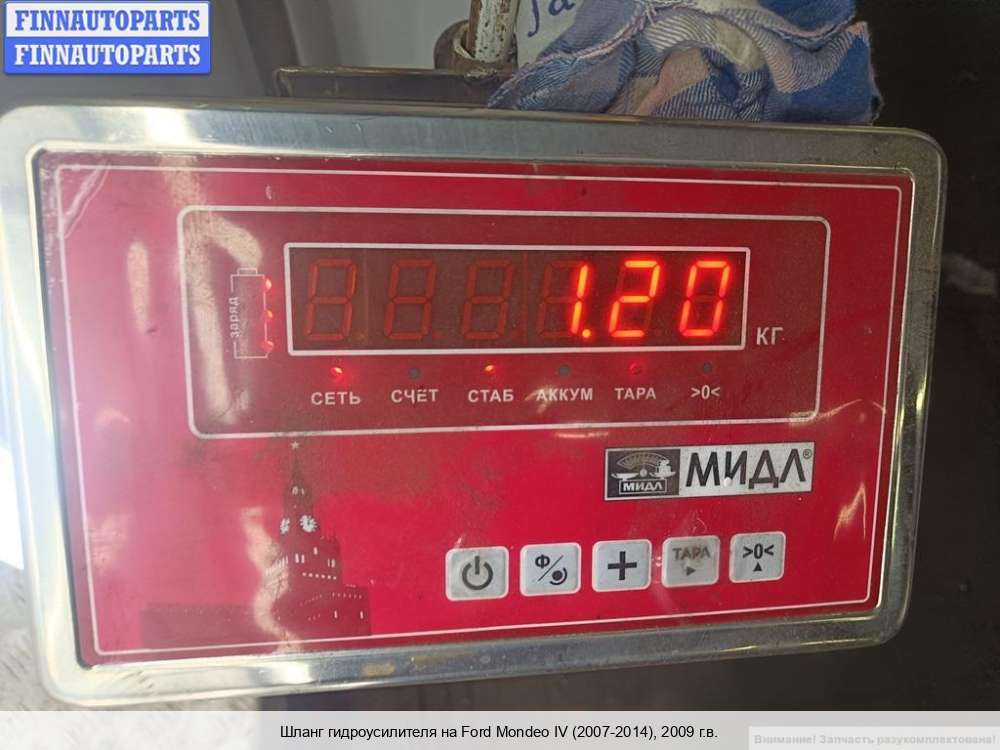 FINNAUTOPARTS
FINNAUTOPARTS
заряд
1.20
КГ
СЕТЬ СЧЁТ СТАБ АККУМ ТАРА >0<
МИДЛ МИДЛ®
Ф/ + ТАРА >0<
Шланг гидроусилителя на Ford Mondeo IV (2007-2014), 2009 г.в.
Внимание! Запчасть разукомплектована!